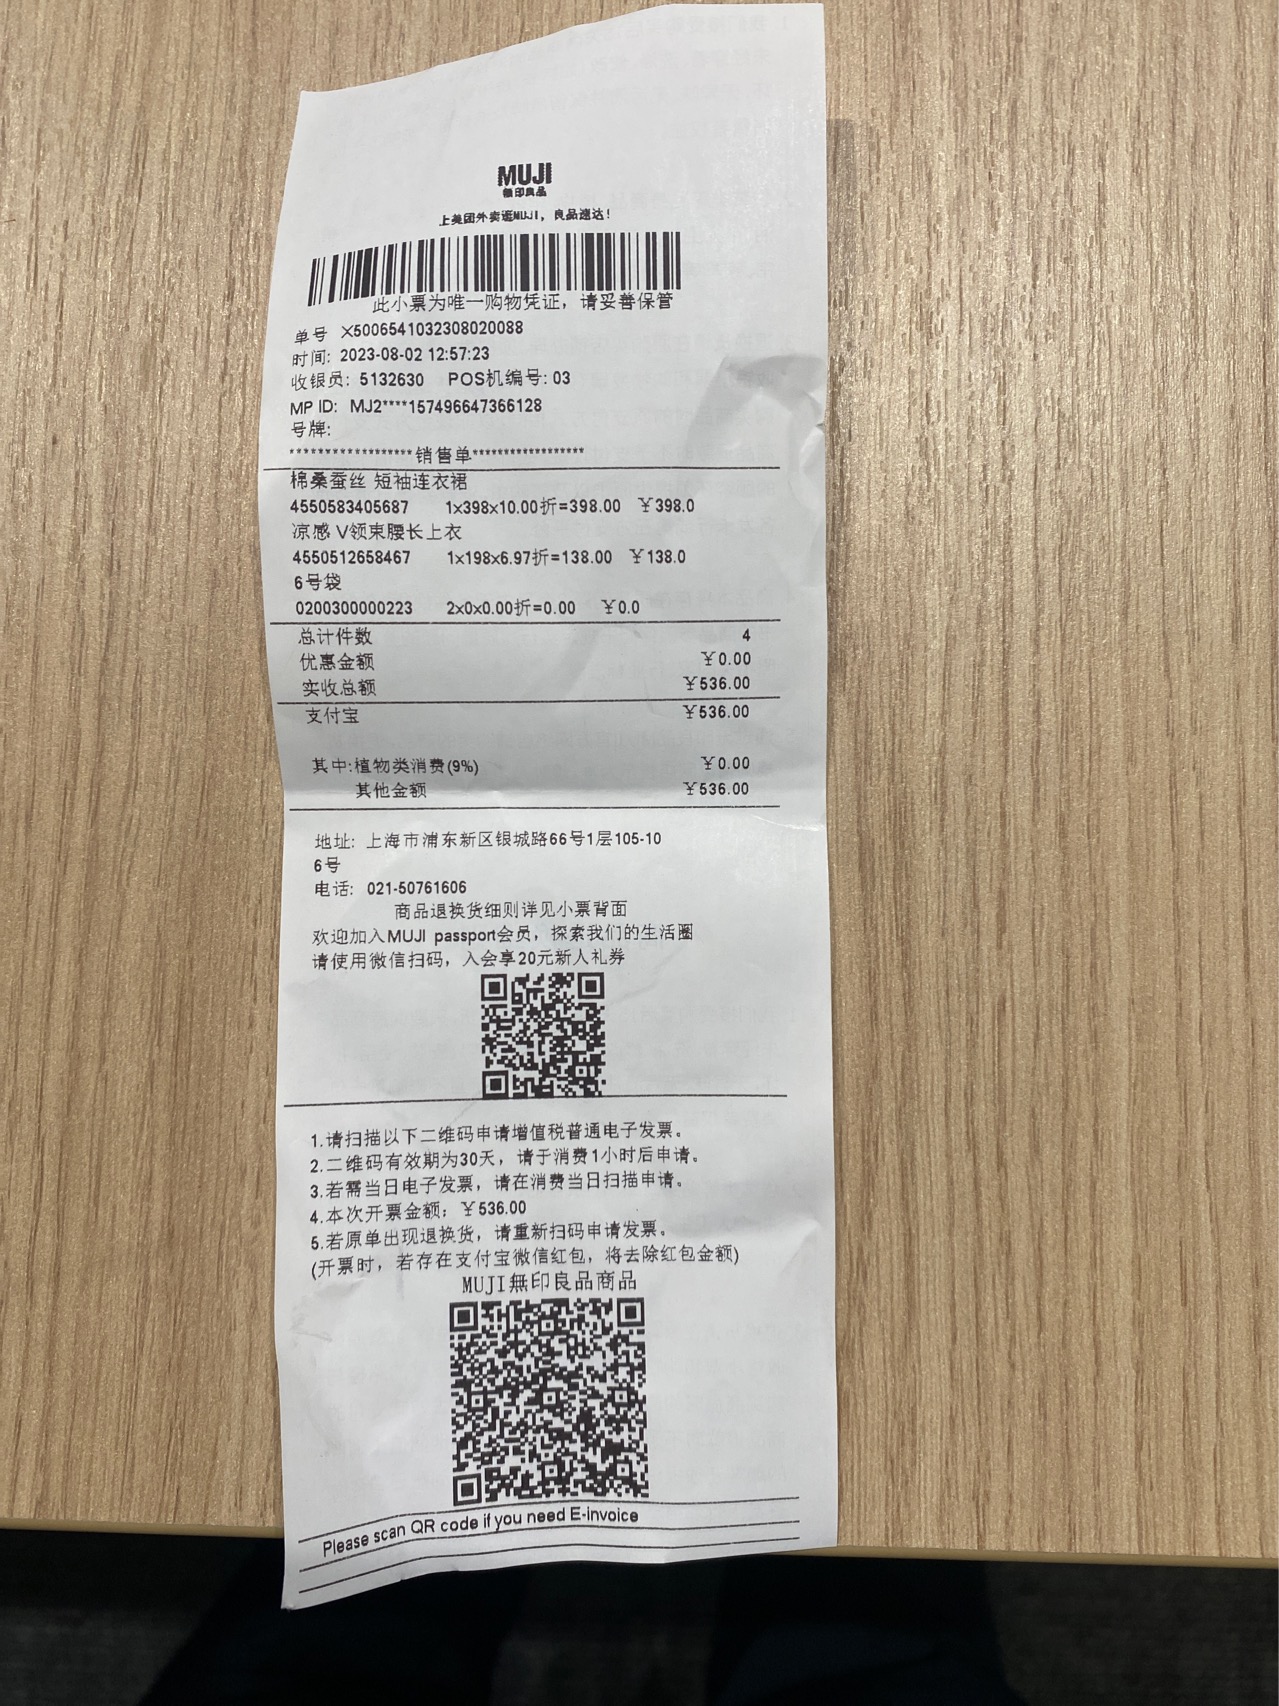 MUJI
無印良品
上美团外卖逛MUJI，良品速达！
此小票为唯一购物凭证，请妥善保管
单号 X5006541032308020088
时间: 2023-08-02 12:57:23
收银员: 5132630 POS机编号: 03
MP ID: MJ2****157496647366128
号牌:
******************销售单******************
棉桑蚕丝 短袖连衣裙
4550583405687 1x398x10.00折=398.00 ￥398.0
凉感 V领束腰长上衣
4550512658467 1x198x6.97折=138.00 ￥138.0
6号袋
0200300000223 2x0x0.00折=0.00 ￥0.0
总计件数 4
优惠金额 ￥0.00
实收总额 ￥536.00
支付宝 ￥536.00
其中:植物类消费(9%) ￥0.00
其他金额 ￥536.00
地址: 上海市浦东新区银城路66号1层105-10
6号
电话: 021-50761606
商品退换货细则详见小票背面
欢迎加入MUJI passport会员，探索我们的生活圈
请使用微信扫码，入会享20元新人礼券
1.请扫描以下二维码申请增值税普通电子发票。
2.二维码有效期为30天，请于消费1小时后申请。
3.若需当日电子发票，请在消费当日扫描申请。
4.本次开票金额：￥536.00
5.若原单出现退换货，请重新扫码申请发票。
(开票时，若存在支付宝微信红包，将去除红包金额)
MUJI無印良品商品
Please scan QR code if you need E-invoice